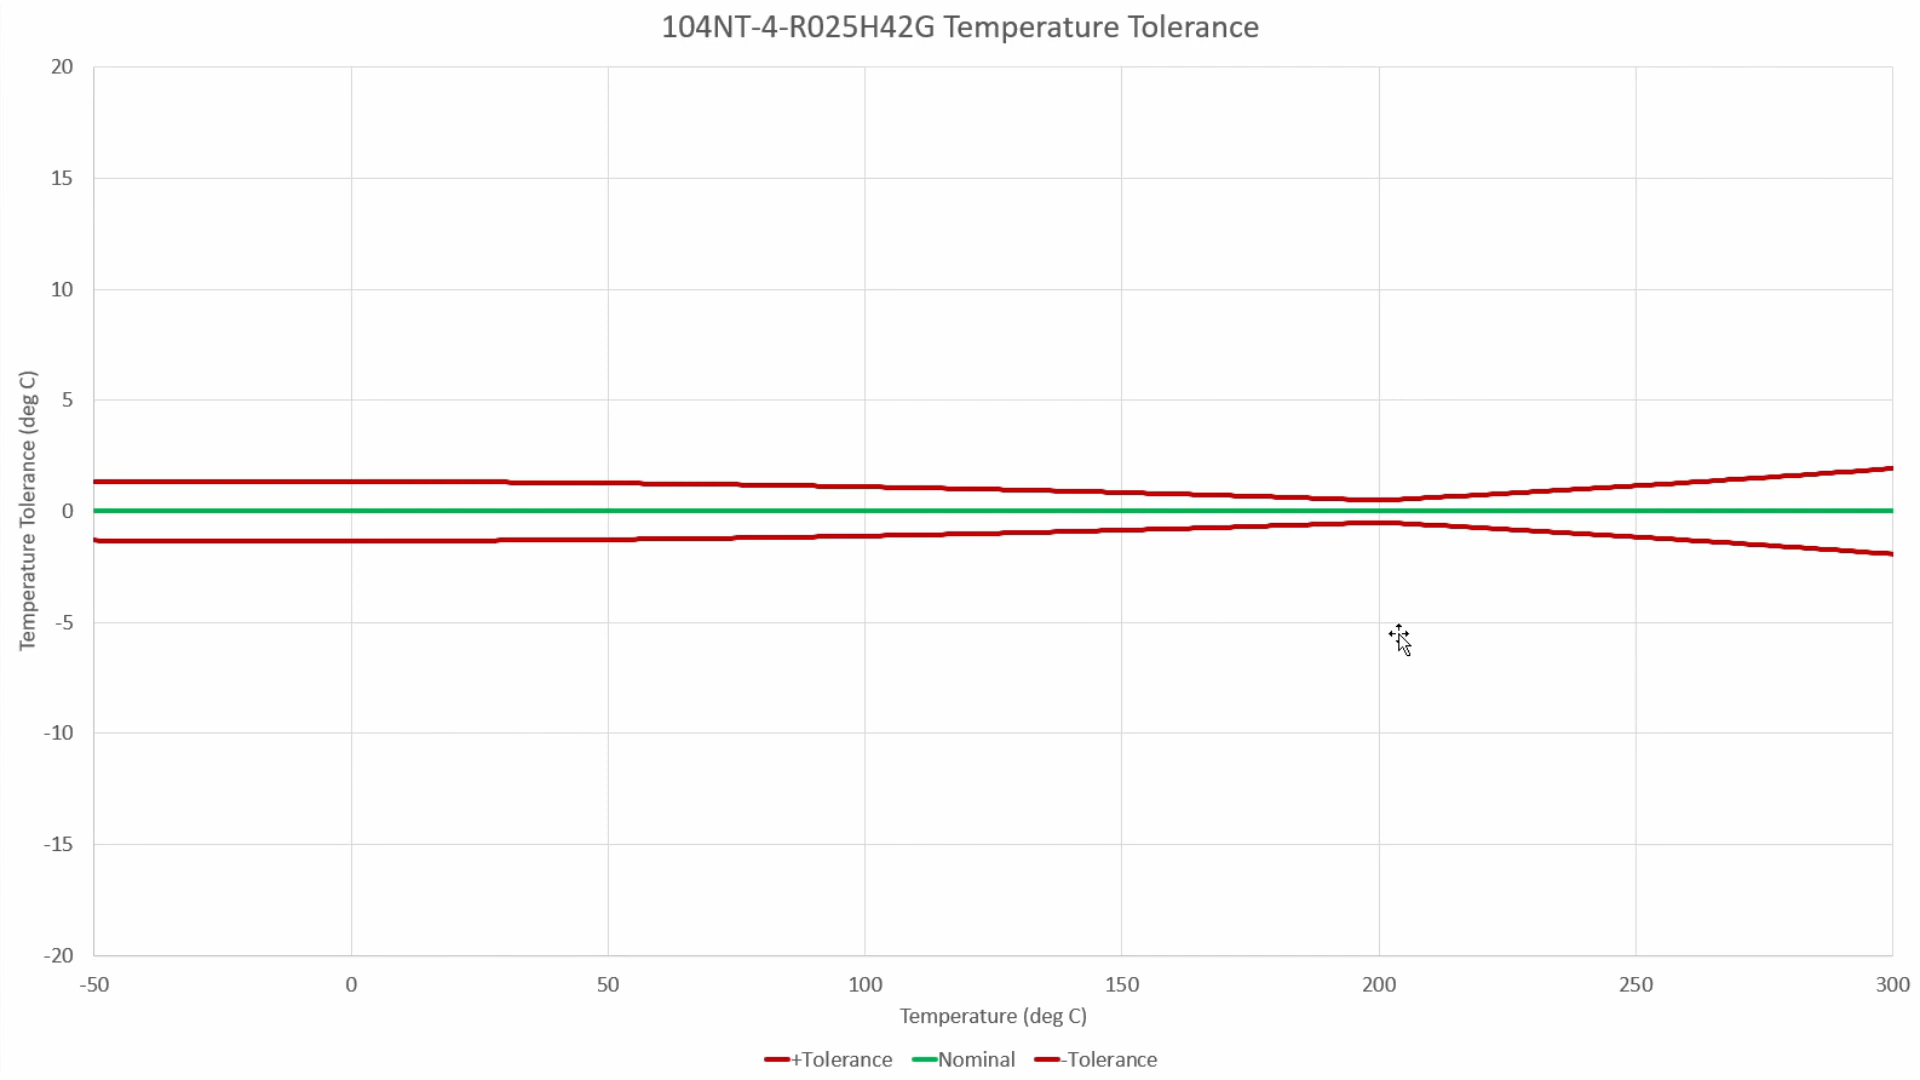 104NT-4-R025H42G Temperature Tolerance
20
15
10
5
0
-5
-10
-15
-20
Temperature Tolerance (deg C)
-50 0 50 100 150 200 250 300
Temperature (deg C)
+Tolerance Nominal -Tolerance